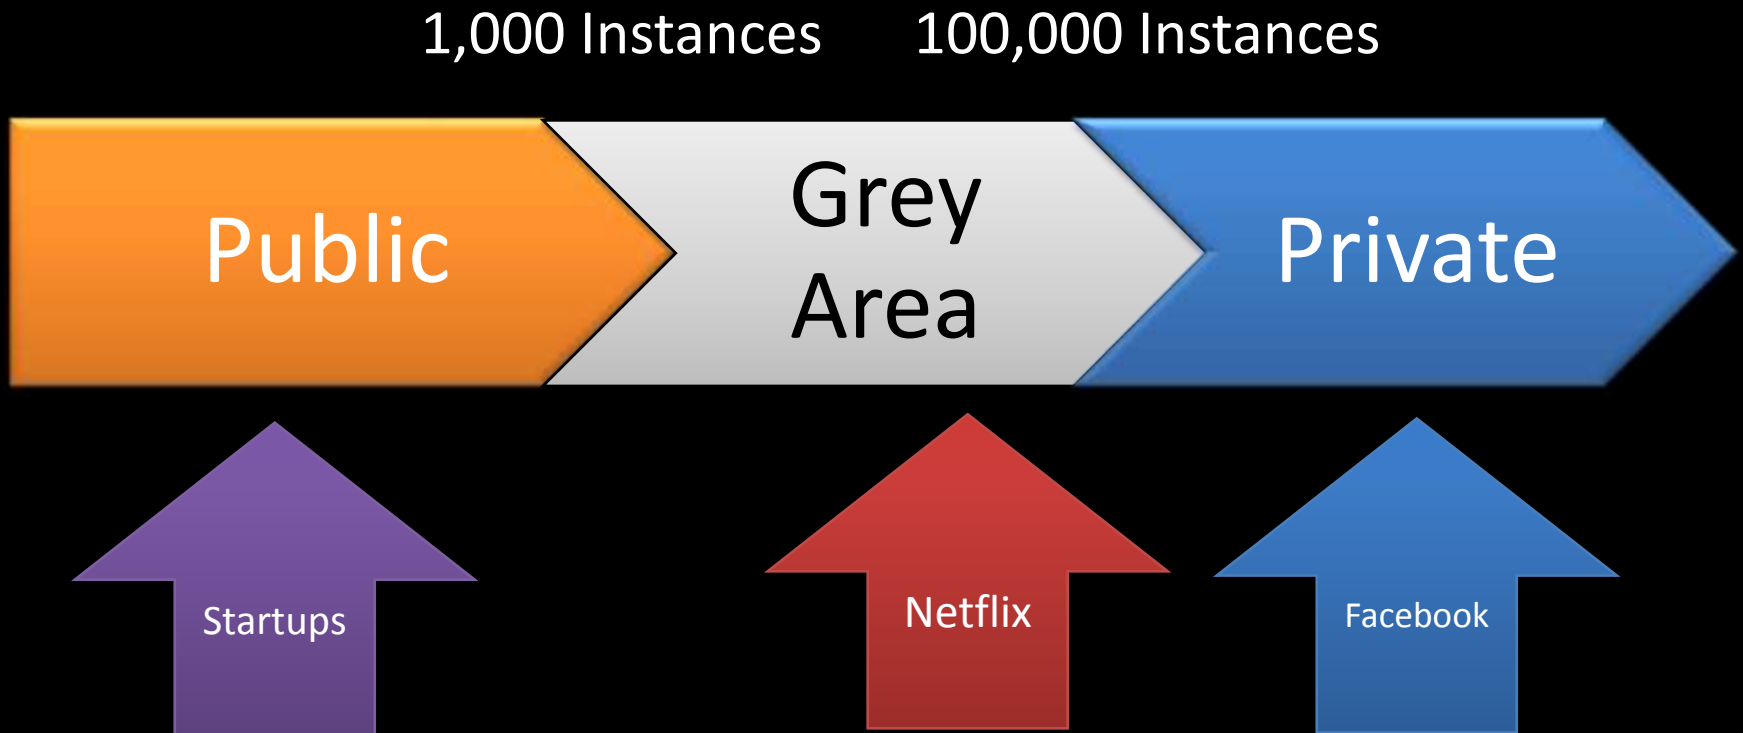 1,000 Instances 100,000 Instances
Public
Grey
Area
Private
Startups
Netflix
Facebook